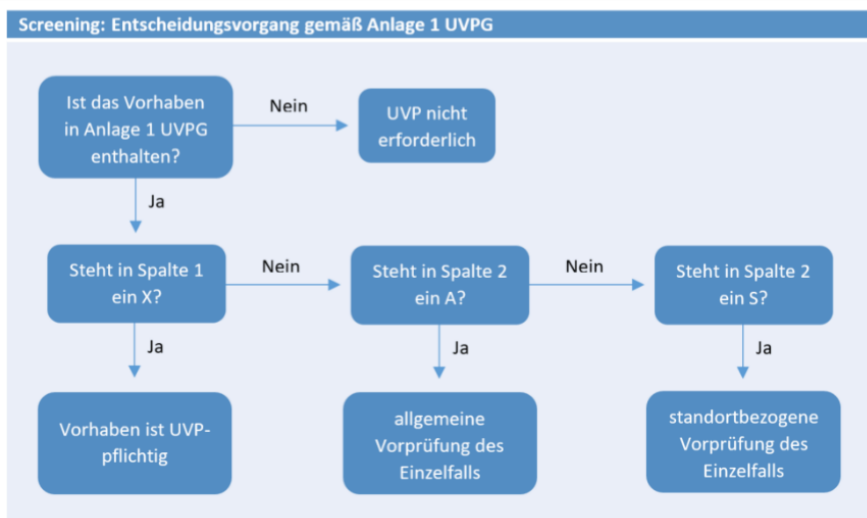 Screening: Entscheidungsvorgang gemäß Anlage 1 UVPG
Ist das Vorhaben
in Anlage 1 UVPG
enthalten?
Nein
UVP nicht
erforderlich
Ja
Steht in Spalte 1
ein X?
Nein
Steht in Spalte 2
ein A?
Nein
Steht in Spalte 2
ein S?
Ja
Ja
Ja
Vorhaben ist UVP-
pflichtig
allgemeine
Vorprüfung des
Einzelfalls
standortbezogene
Vorprüfung des
Einzelfalls